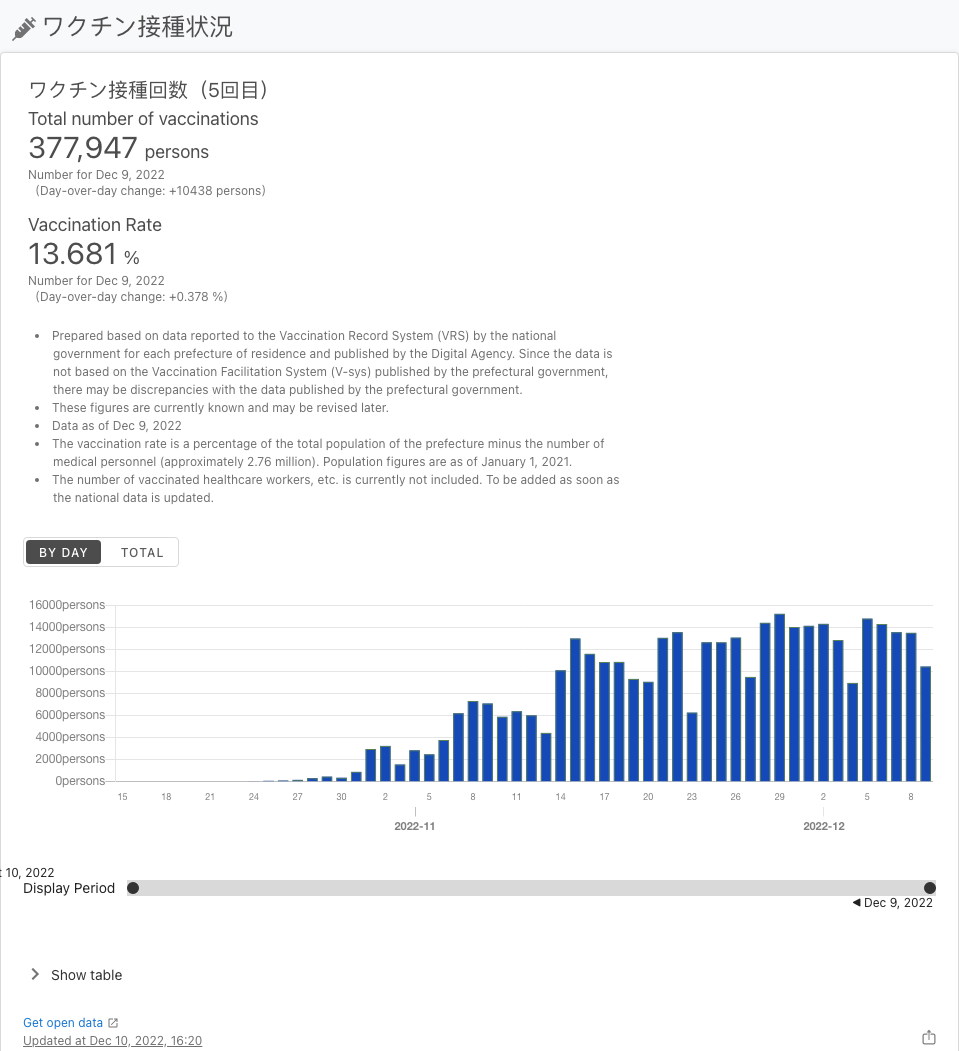 ワクチン接種状況
ワクチン接種回数（5回目）
Total number of vaccinations
377,947 persons
Number for Dec 9, 2022
(Day-over-day change: +10438 persons)
Vaccination Rate
13.681 %
Number for Dec 9, 2022
(Day-over-day change: +0.378 %)
• Prepared based on data reported to the Vaccination Record System (VRS) by the national
government for each prefecture of residence and published by the Digital Agency. Since the data is
not based on the Vaccination Facilitation System (V-sys) published by the prefectural government,
there may be discrepancies with the data published by the prefectural government.
• These figures are currently known and may be revised later.
• Data as of Dec 9, 2022
• The vaccination rate is a percentage of the total population of the prefecture minus the number of
medical personnel (approximately 2.76 million). Population figures are as of January 1, 2021.
• The number of vaccinated healthcare workers, etc. is currently not included. To be added as soon as
the national data is updated.
BY DAY TOTAL
16000persons
14000persons
12000persons
10000persons
8000persons
6000persons
4000persons
2000persons
0persons
15 18 21 24 27 30 2 5 8 11 14 17 20 23 26 29 2 5 8
2022-11 2022-12
t 10, 2022
Display Period
Dec 9, 2022
Show table
Get open data
Updated at Dec 10, 2022, 16:20